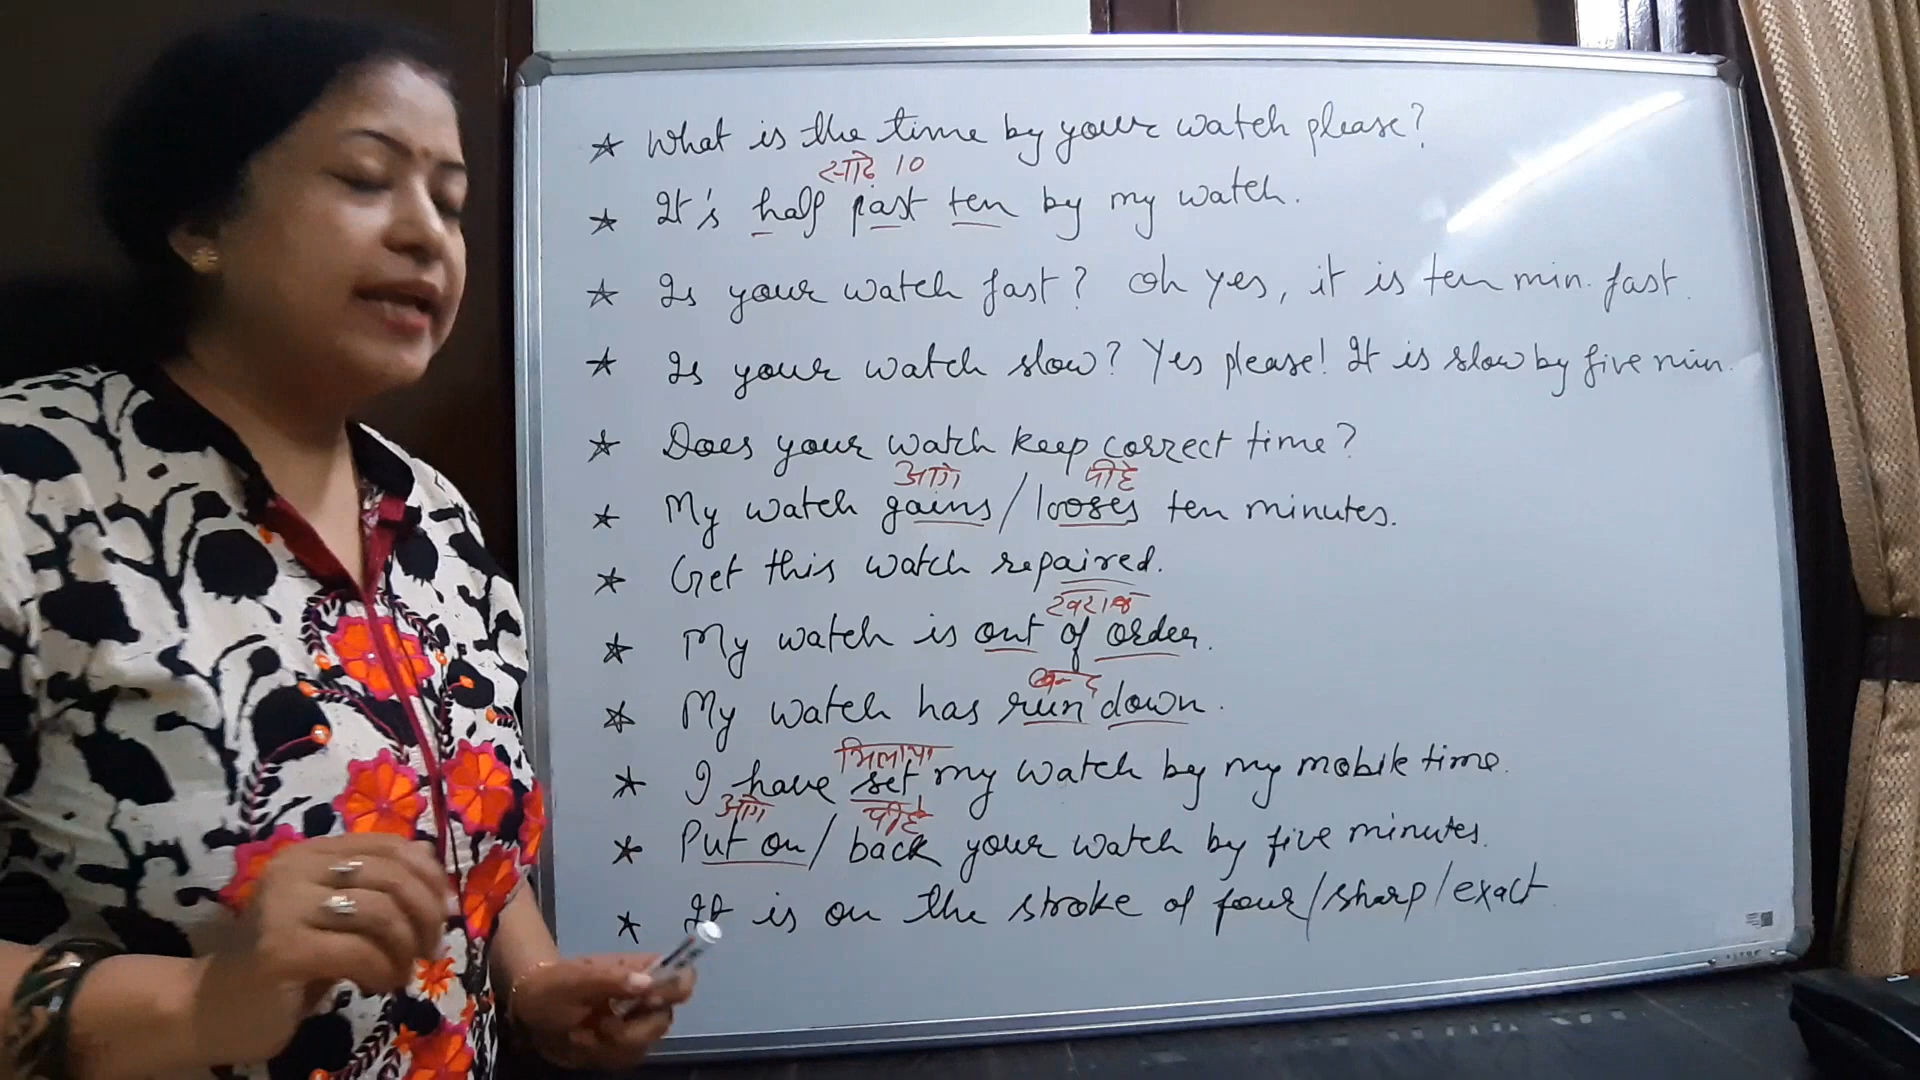 ☆ What is the time by your watch please?
साढे 10
☆ It's half past ten by my watch.
☆ Is your watch fast? Oh yes, it is ten min. fast.
☆ Is your watch slow? Yes please! It is slow by five min.
☆ Does your watch keep correct time?
आगे पीछे
☆ My watch gains/looses ten minutes.
☆ Get this watch repaired.
खराब
☆ My watch is out of order.
बन्द
☆ My watch has run down.
मिलाया
☆ I have set my watch by my mobile time.
आगे पीछे
☆ Put on/back your watch by five minutes.
☆ It is on the stroke of four/sharp/exact